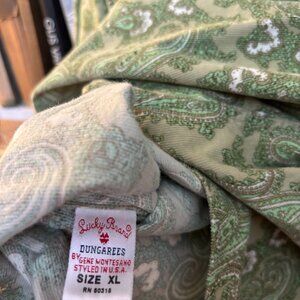 Lucky Brand
DUNGAREES
BY GENE MONTESANO
STYLED IN U.S.A.
SIZE XL
RN 80318